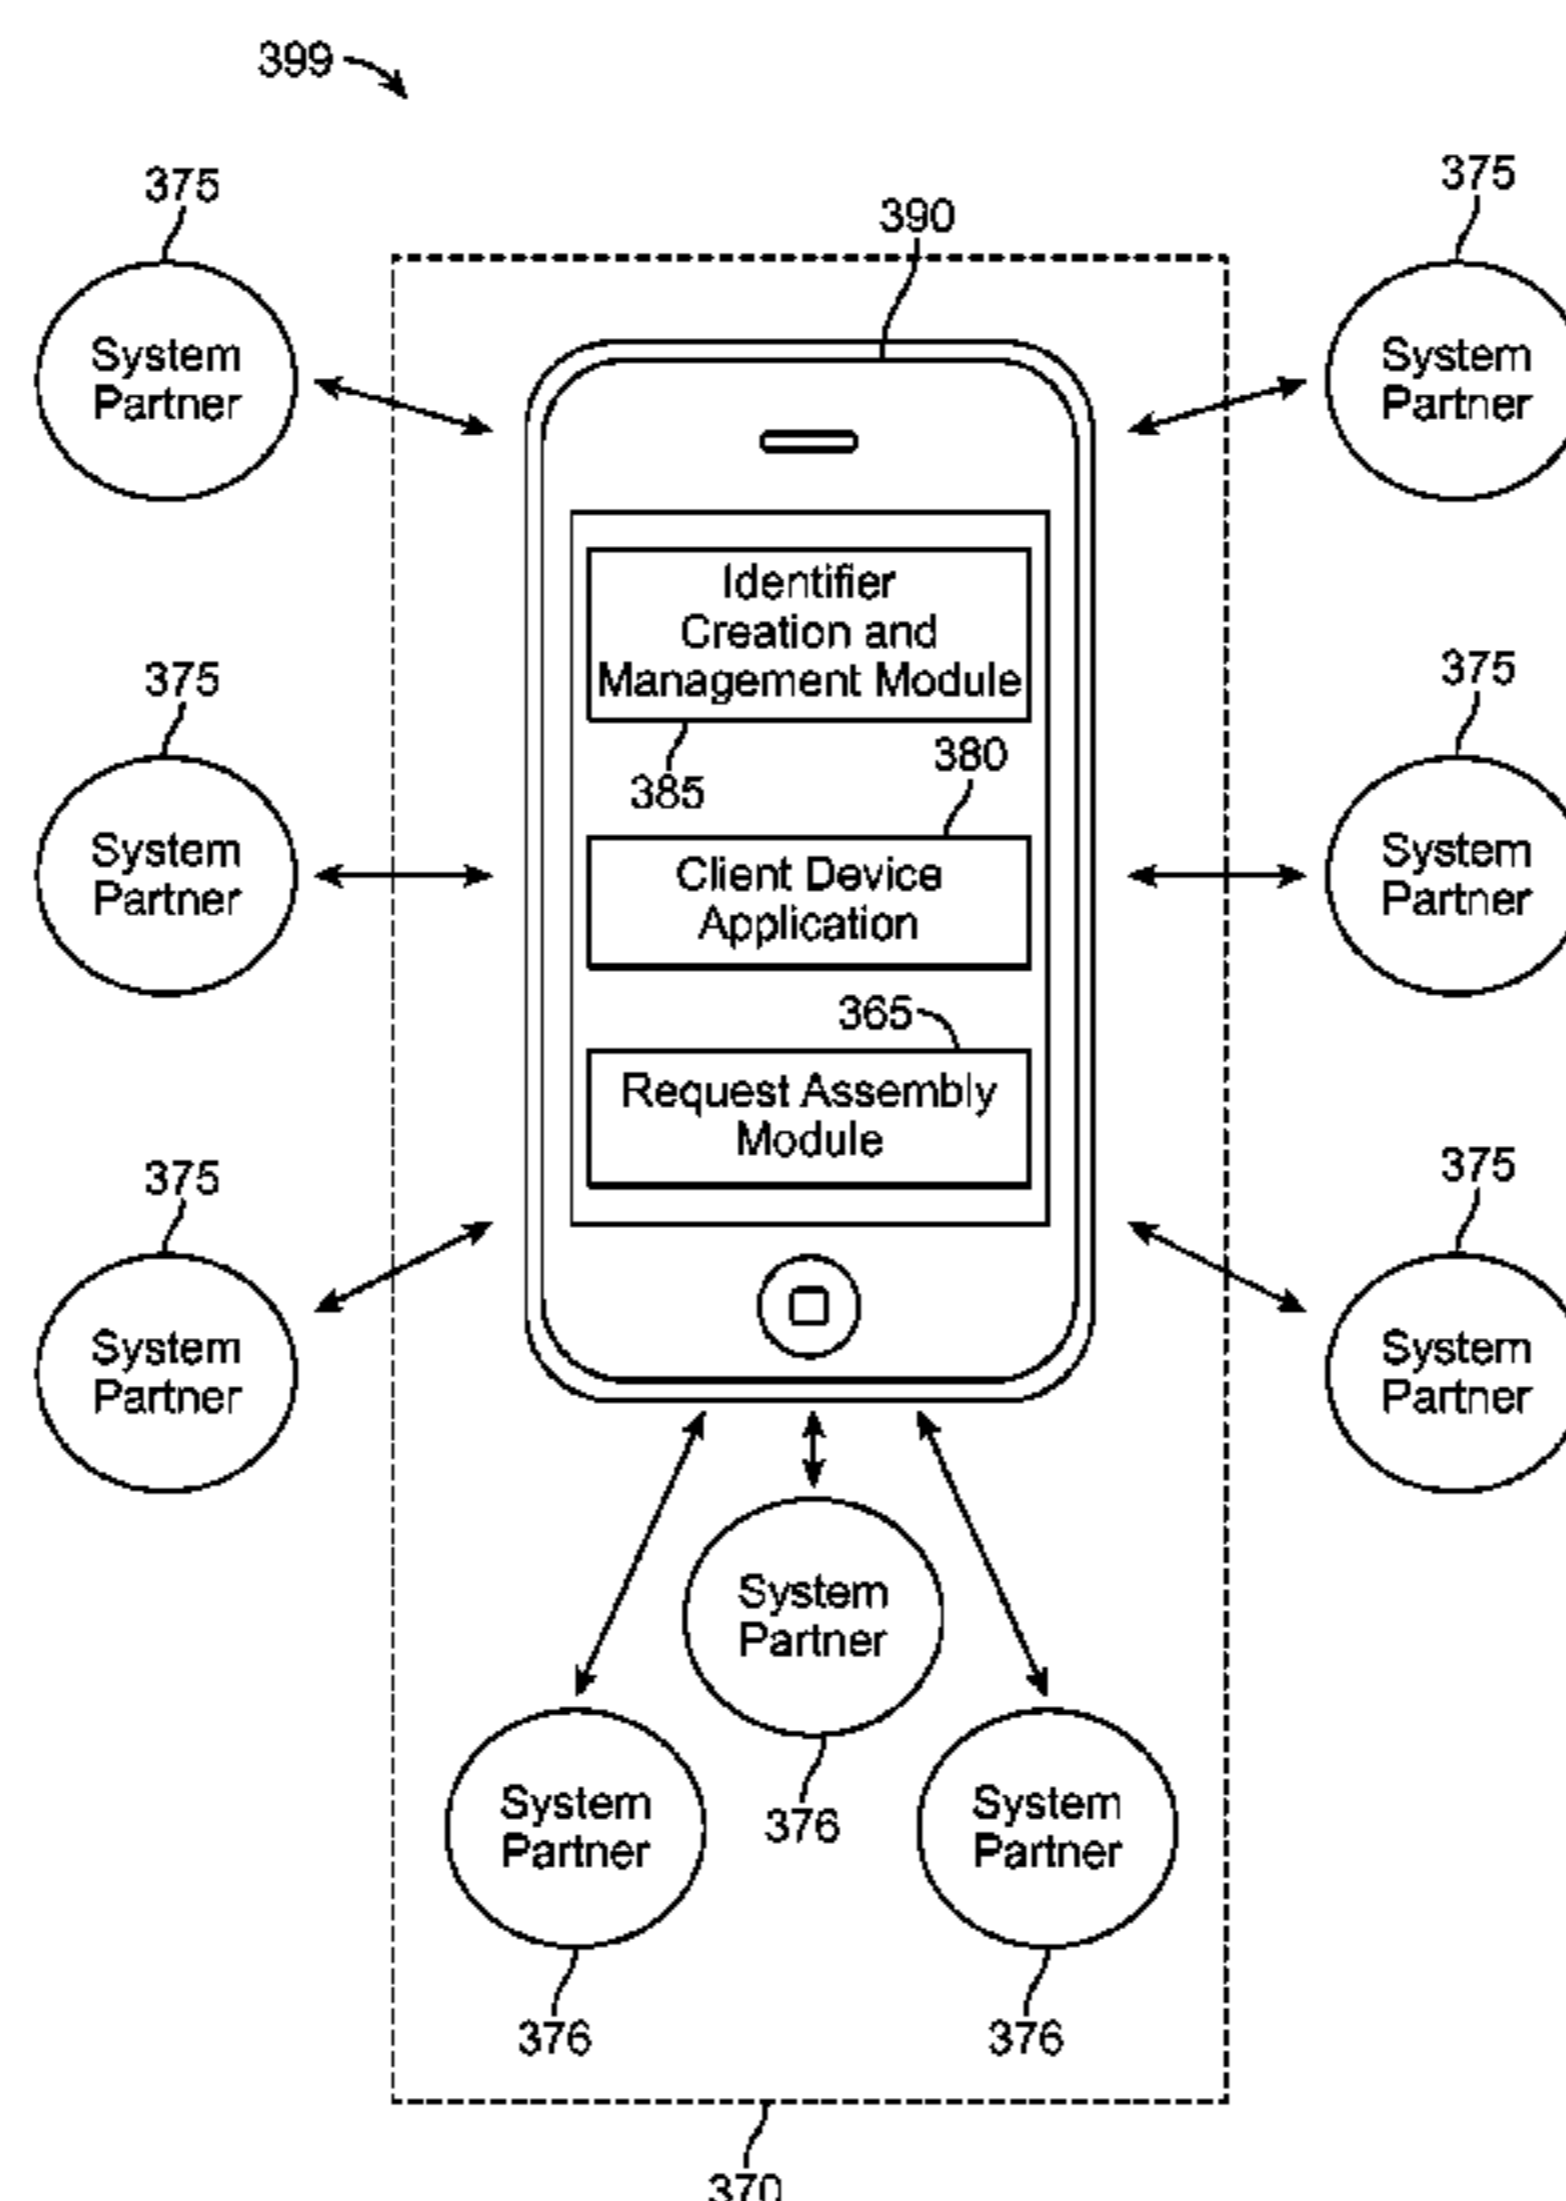 399
375
375
390
System
Partner
System
Partner
Identifier
Creation and
Management Module
385
375
375
380
System
Partner
Client Device
Application
System
Partner
365
Request Assembly
Module
375
375
System
Partner
System
Partner
System
Partner
376
System
Partner
System
Partner
376
376
370